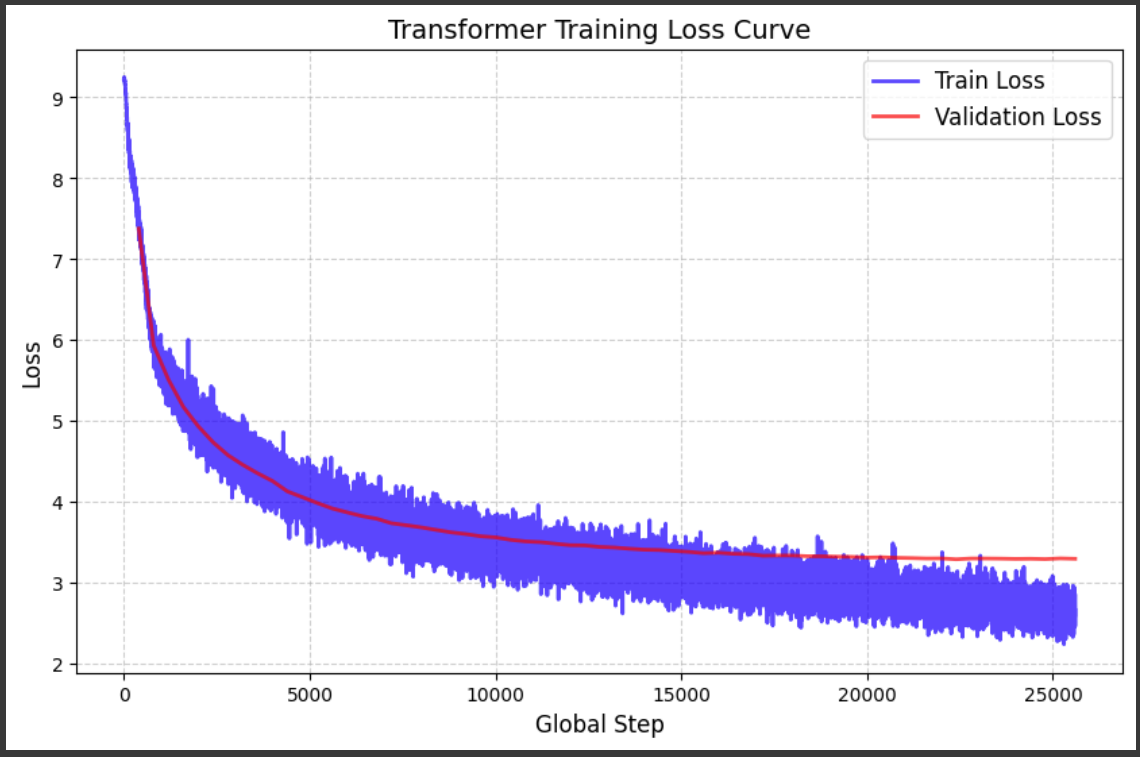 Transformer Training Loss Curve
Train Loss
Validation Loss
9
8
7
6
5
4
3
2
Loss
0 5000 10000 15000 20000 25000
Global Step